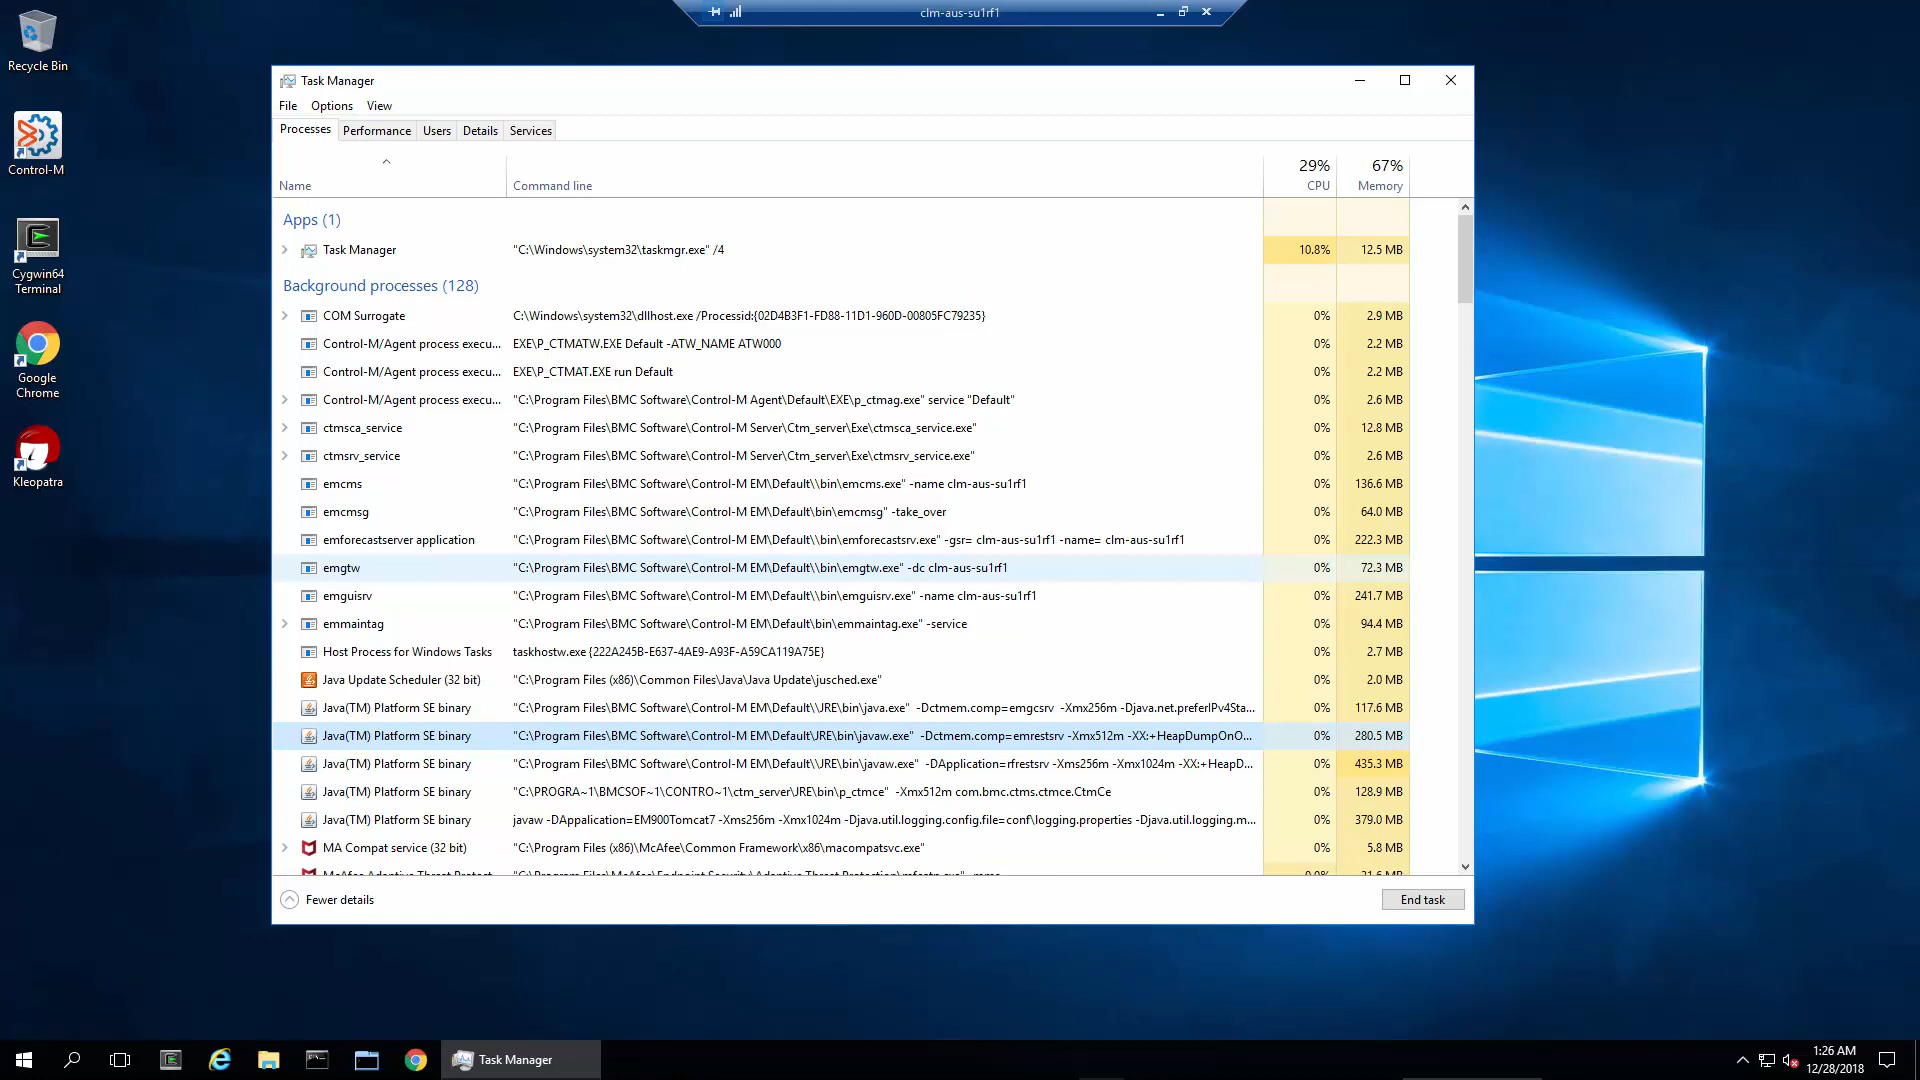 clm-aus-su1rf1
Recycle Bin
Control-M
Cygwin64
Terminal
Google
Chrome
Kleopatra
Task Manager
File Options View
Processes Performance Users Details Services
29% 67%
Name Command line CPU Memory
Apps (1)
Task Manager "C:\Windows\system32\taskmgr.exe" /4 10.8% 12.5 MB
Background processes (128)
COM Surrogate C:\Windows\system32\dllhost.exe /Processid:{02D4B3F1-FD88-11D1-960D-00805FC79235} 0% 2.9 MB
Control-M/Agent process execu... EXE\P_CTMATW.EXE Default -ATW_NAME ATW000 0% 2.2 MB
Control-M/Agent process execu... EXE\P_CTMAT.EXE run Default 0% 2.2 MB
Control-M/Agent process execu... "C:\Program Files\BMC Software\Control-M Agent\Default\EXE\p_ctmag.exe" service "Default" 0% 2.6 MB
ctmsca_service "C:\Program Files\BMC Software\Control-M Server\Ctm_server\Exe\ctmsca_service.exe" 0% 12.8 MB
ctmsrv_service "C:\Program Files\BMC Software\Control-M Server\Ctm_server\Exe\ctmsrv_service.exe" 0% 2.6 MB
emcms "C:\Program Files\BMC Software\Control-M EM\Default\\bin\emcms.exe" -name clm-aus-su1rf1 0% 136.6 MB
emcmsg "C:\Program Files\BMC Software\Control-M EM\Default\bin\emcmsg" -take_over 0% 64.0 MB
emforecastserver application "C:\Program Files\BMC Software\Control-M EM\Default\\bin\emforecastsrv.exe" -gsr= clm-aus-su1rf1 -name= clm-aus-su1rf1 0% 222.3 MB
emgtw "C:\Program Files\BMC Software\Control-M EM\Default\\bin\emgtw.exe" -dc clm-aus-su1rf1 0% 72.3 MB
emguisrv "C:\Program Files\BMC Software\Control-M EM\Default\\bin\emguisrv.exe" -name clm-aus-su1rf1 0% 241.7 MB
emmaintag "C:\Program Files\BMC Software\Control-M EM\Default\bin\emmaintag.exe" -service 0% 94.4 MB
Host Process for Windows Tasks taskhostw.exe {222A245B-E637-4AE9-A93F-A59CA119A75E} 0% 2.7 MB
Java Update Scheduler (32 bit) "C:\Program Files (x86)\Common Files\Java\Java Update\jusched.exe" 0% 2.0 MB
Java(TM) Platform SE binary "C:\Program Files\BMC Software\Control-M EM\Default\\JRE\bin\java.exe" -Dctmem.comp=emgcsrv -Xmx256m -Djava.net.preferIPv4Sta... 0% 117.6 MB
Java(TM) Platform SE binary "C:\Program Files\BMC Software\Control-M EM\Default\JRE\bin\javaw.exe" -Dctmem.comp=emrestsrv -Xmx512m -XX:+HeapDumpOnO... 0% 280.5 MB
Java(TM) Platform SE binary "C:\Program Files\BMC Software\Control-M EM\Default\\JRE\bin\javaw.exe" -DApplication=rfrestsrv -Xms256m -Xmx1024m -XX:+HeapD... 0% 435.3 MB
Java(TM) Platform SE binary "C:\PROGRA~1\BMCSOF~1\CONTRO~1\ctm_server\JRE\bin\p_ctmce" -Xmx512m com.bmc.ctms.ctmce.CtmCe 0% 128.9 MB
Java(TM) Platform SE binary javaw -DAppalication=EM900Tomcat7 -Xms256m -Xmx1024m -Djava.util.logging.config.file=conf\logging.properties -Djava.util.logging.m... 0% 379.0 MB
MA Compat service (32 bit) "C:\Program Files (x86)\McAfee\Common Framework\x86\macompatsvc.exe" 0% 5.8 MB
Fewer details End task
Task Manager
1:26 AM
12/28/2018